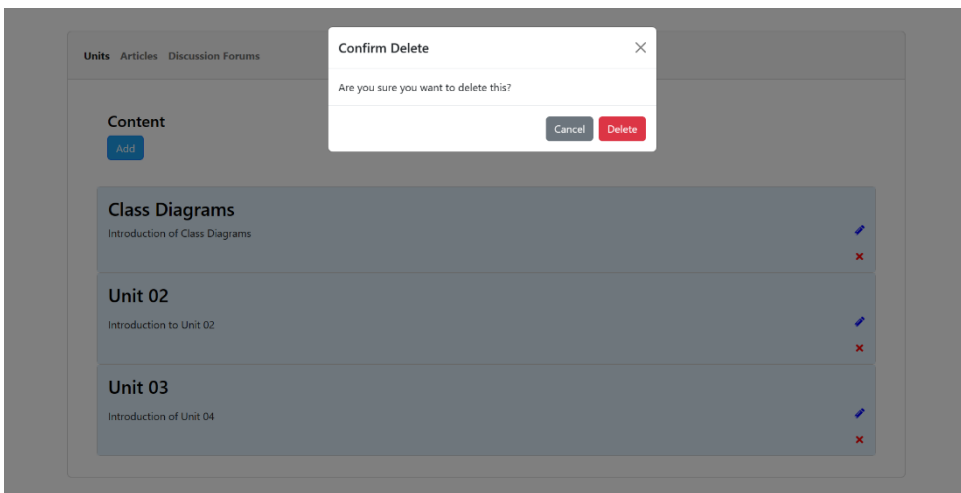 Units Articles Discussion Forums
Confirm Delete
Are you sure you want to delete this?
Cancel Delete
Content
Add
Class Diagrams
Introduction of Class Diagrams
Unit 02
Introduction to Unit 02
Unit 03
Introduction of Unit 04